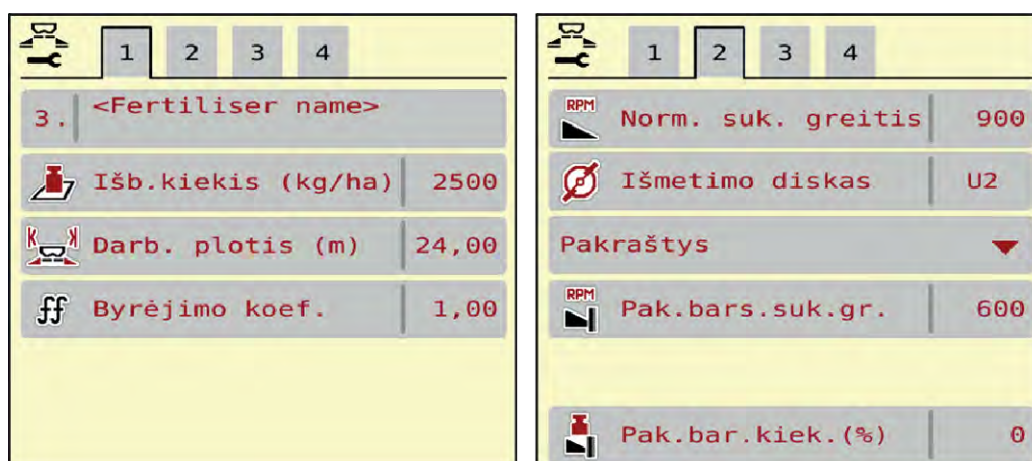 1 2 3 4
3. <Fertiliser name>
Išb.kiekis (kg/ha) 2500
Darb. plotis (m) 24,00
ff Byrėjimo koef. 1,00
1 2 3 4
RPM Norm. suk. greitis 900
Išmetimo diskas U2
Pakraštys
RPM Pak.bars.suk.gr. 600
Pak.bar.kiek.(%) 0